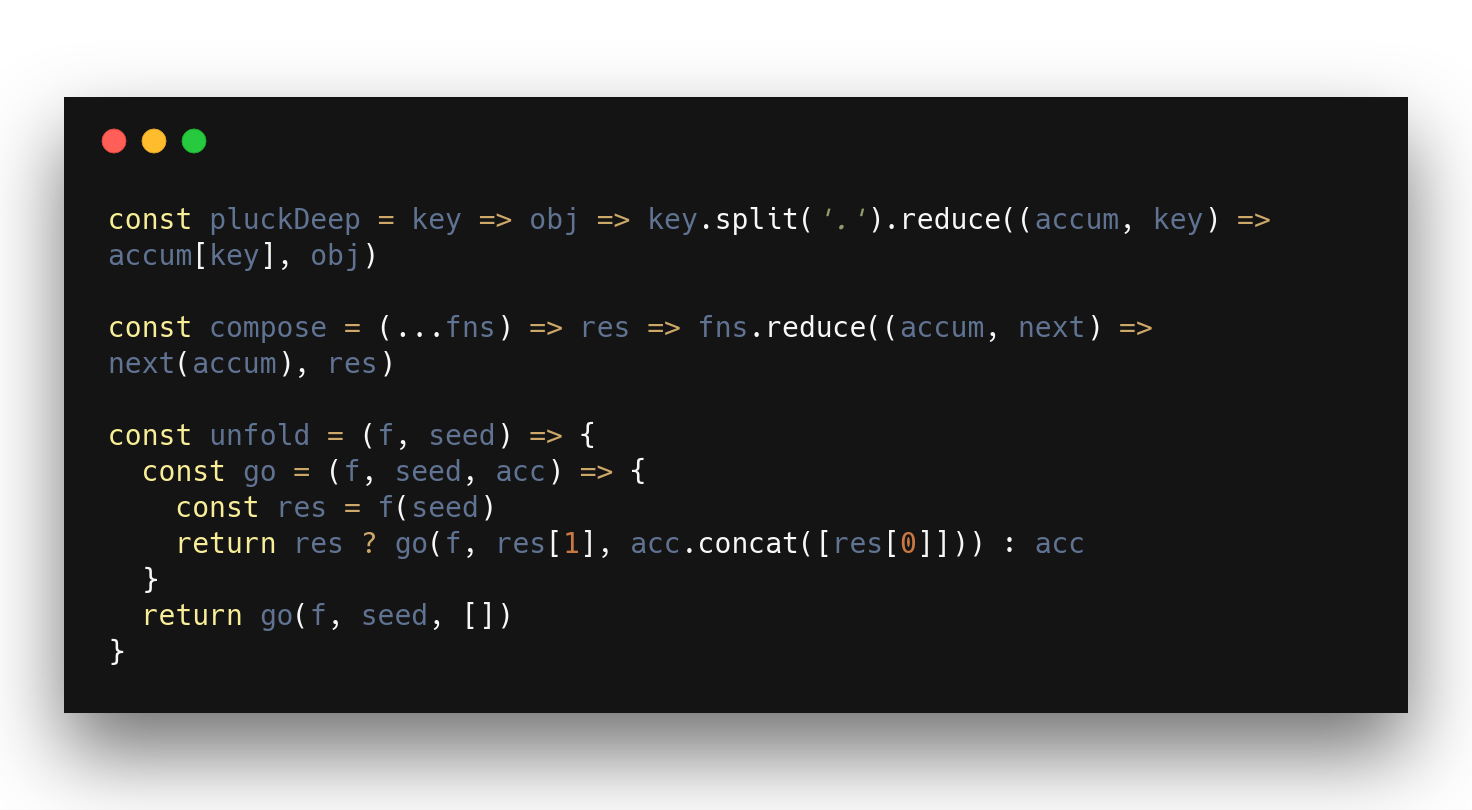 const pluckDeep = key => obj => key.split('.').reduce((accum, key) =>
accum[key], obj)

const compose = (...fns) => res => fns.reduce((accum, next) =>
next(accum), res)

const unfold = (f, seed) => {
  const go = (f, seed, acc) => {
    const res = f(seed)
    return res ? go(f, res[1], acc.concat([res[0]])) : acc
  }
  return go(f, seed, [])
}